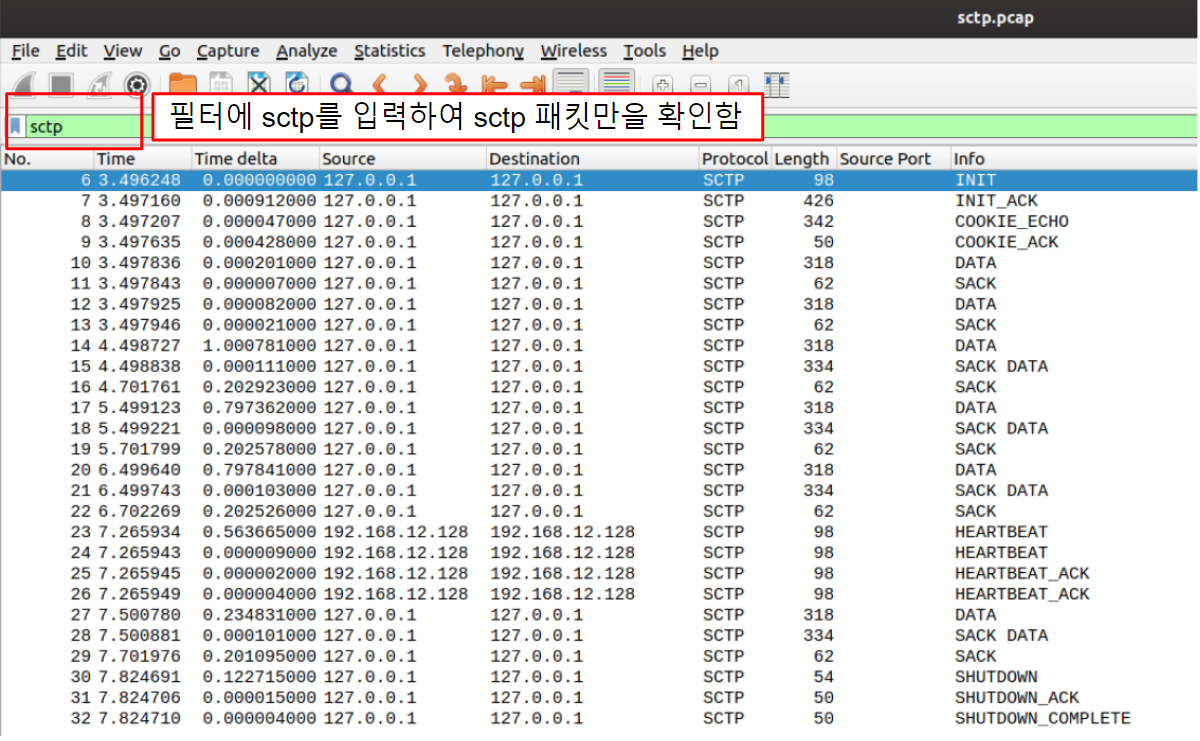 sctp.pcap
File Edit View Go Capture Analyze Statistics Telephony Wireless Tools Help
sctp
필터에 sctp를 입력하여 sctp 패킷만을 확인함
No. Time Time delta Source Destination Protocol Length Source Port Info
6 3.496248 0.000000000 127.0.0.1 127.0.0.1 SCTP 98 INIT
7 3.497160 0.000912000 127.0.0.1 127.0.0.1 SCTP 426 INIT_ACK
8 3.497207 0.000047000 127.0.0.1 127.0.0.1 SCTP 342 COOKIE_ECHO
9 3.497635 0.000428000 127.0.0.1 127.0.0.1 SCTP 50 COOKIE_ACK
10 3.497836 0.000201000 127.0.0.1 127.0.0.1 SCTP 318 DATA
11 3.497843 0.000007000 127.0.0.1 127.0.0.1 SCTP 62 SACK
12 3.497925 0.000082000 127.0.0.1 127.0.0.1 SCTP 318 DATA
13 3.497946 0.000021000 127.0.0.1 127.0.0.1 SCTP 62 SACK
14 4.498727 1.000781000 127.0.0.1 127.0.0.1 SCTP 318 DATA
15 4.498838 0.000111000 127.0.0.1 127.0.0.1 SCTP 334 SACK DATA
16 4.701761 0.202923000 127.0.0.1 127.0.0.1 SCTP 62 SACK
17 5.499123 0.797362000 127.0.0.1 127.0.0.1 SCTP 318 DATA
18 5.499221 0.000098000 127.0.0.1 127.0.0.1 SCTP 334 SACK DATA
19 5.701799 0.202578000 127.0.0.1 127.0.0.1 SCTP 62 SACK
20 6.499640 0.797841000 127.0.0.1 127.0.0.1 SCTP 318 DATA
21 6.499743 0.000103000 127.0.0.1 127.0.0.1 SCTP 334 SACK DATA
22 6.702269 0.202526000 127.0.0.1 127.0.0.1 SCTP 62 SACK
23 7.265934 0.563665000 192.168.12.128 192.168.12.128 SCTP 98 HEARTBEAT
24 7.265943 0.000009000 192.168.12.128 192.168.12.128 SCTP 98 HEARTBEAT
25 7.265945 0.000002000 192.168.12.128 192.168.12.128 SCTP 98 HEARTBEAT_ACK
26 7.265949 0.000004000 192.168.12.128 192.168.12.128 SCTP 98 HEARTBEAT_ACK
27 7.500780 0.234831000 127.0.0.1 127.0.0.1 SCTP 318 DATA
28 7.500881 0.000101000 127.0.0.1 127.0.0.1 SCTP 334 SACK DATA
29 7.701976 0.201095000 127.0.0.1 127.0.0.1 SCTP 62 SACK
30 7.824691 0.122715000 127.0.0.1 127.0.0.1 SCTP 54 SHUTDOWN
31 7.824706 0.000015000 127.0.0.1 127.0.0.1 SCTP 50 SHUTDOWN_ACK
32 7.824710 0.000004000 127.0.0.1 127.0.0.1 SCTP 50 SHUTDOWN_COMPLETE